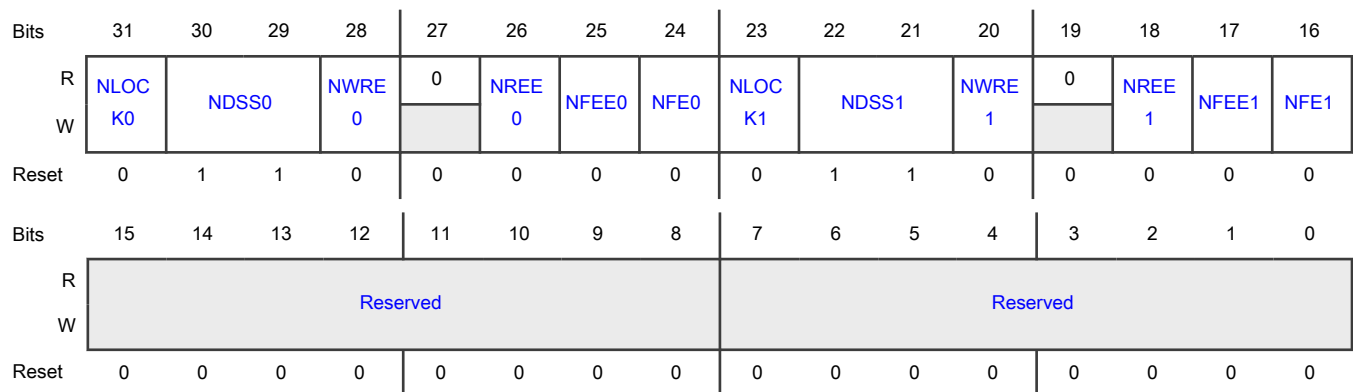 Bits 31 30 29 28 27 26 25 24 23 22 21 20 19 18 17 16
R NLOC K0 NDSS0 NWRE 0 0 NREE 0 NFEE0 NFE0 NLOC K1 NDSS1 NWRE 1 0 NREE 1 NFEE1 NFE1
W
Reset 0 1 1 0 0 0 0 0 0 1 1 0 0 0 0 0
Bits 15 14 13 12 11 10 9 8 7 6 5 4 3 2 1 0
R
Reserved Reserved
W
Reset 0 0 0 0 0 0 0 0 0 0 0 0 0 0 0 0